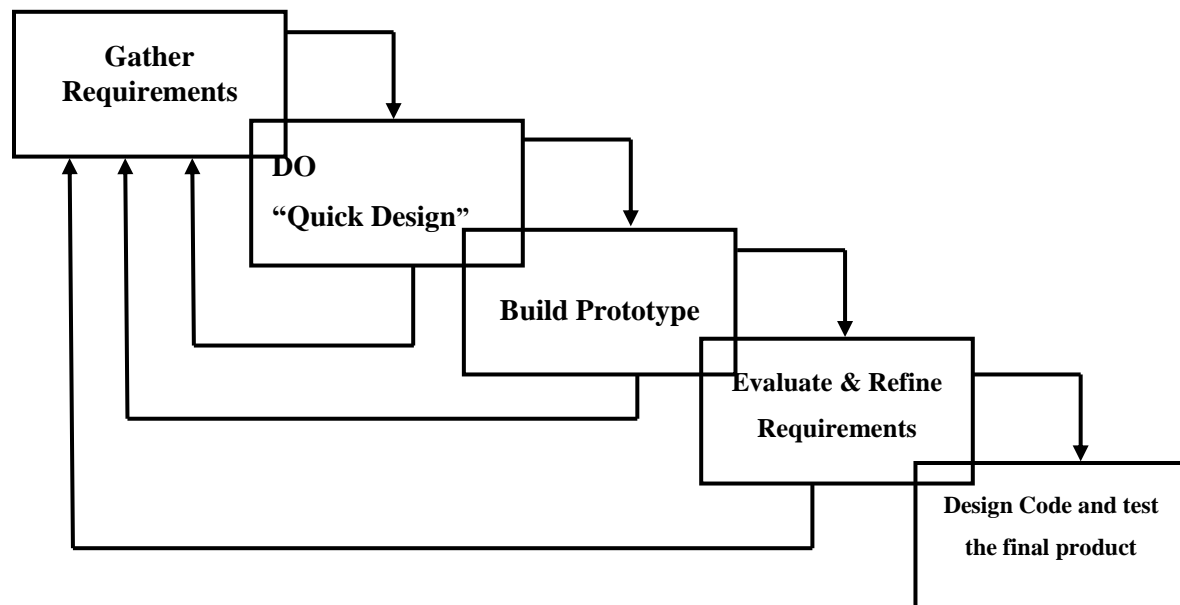 Gather
Requirements
DO
“Quick Design”
Build Prototype
Evaluate & Refine
Requirements
Design Code and test
the final product